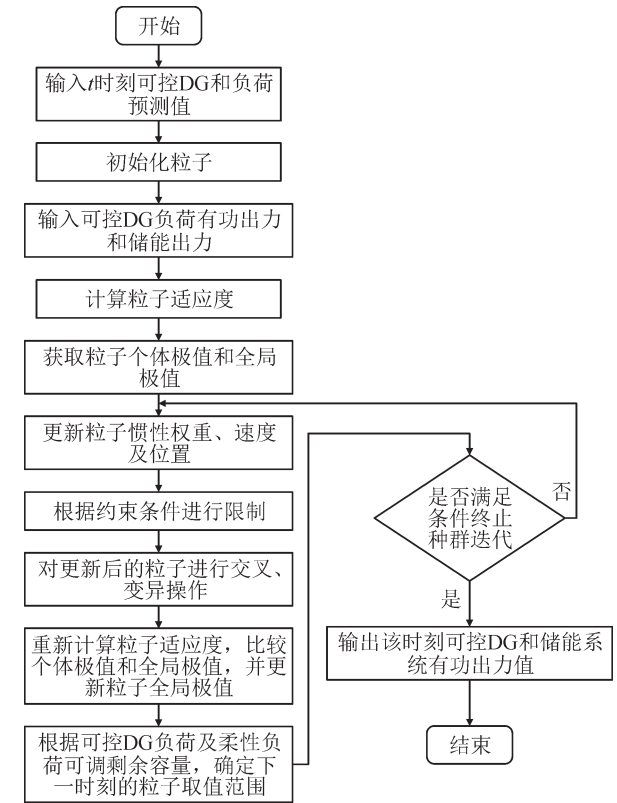 开始
输入t时刻可控DG和负荷
预测值
初始化粒子
输入可控DG负荷有功出力
和储能出力
计算粒子适应度
获取粒子个体极值和全局
极值
更新粒子惯性权重、速度
及位置
根据约束条件进行限制
对更新后的粒子进行交叉、
变异操作
重新计算粒子适应度，比较
个体极值和全局极值，并更
新粒子全局极值
根据可控DG负荷及柔性负
荷可调剩余容量，确定下
一时刻的粒子取值范围
是否满足
条件终止
种群迭代
否
是
输出该时刻可控DG和储能系
统有功出力值
结束